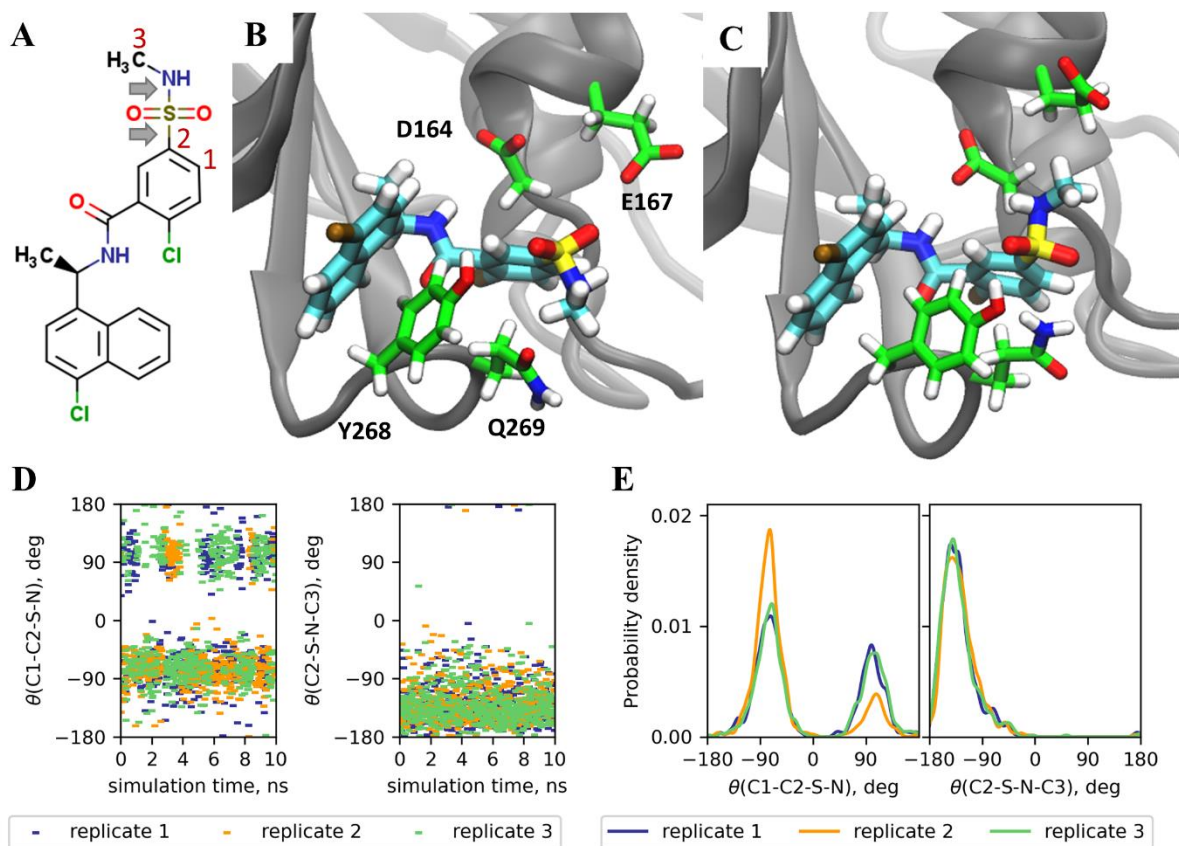 A
B
C
3
H₃C
NH
O
S
O
2
1
O
NH
CH₃
Cl
Cl
D164
E167
Y268
Q269
D
180
90
0
−90
−180
θ(C1-C2-S-N), deg
0 2 4 6 8 10
simulation time, ns
180
90
0
−90
−180
θ(C2-S-N-C3), deg
0 2 4 6 8 10
simulation time, ns
replicate 1 replicate 2 replicate 3
E
0.02
0.01
0.00
Probability density
−180 −90 0 90 −180 −90 0 90 180
θ(C1-C2-S-N), deg θ(C2-S-N-C3), deg
replicate 1 replicate 2 replicate 3